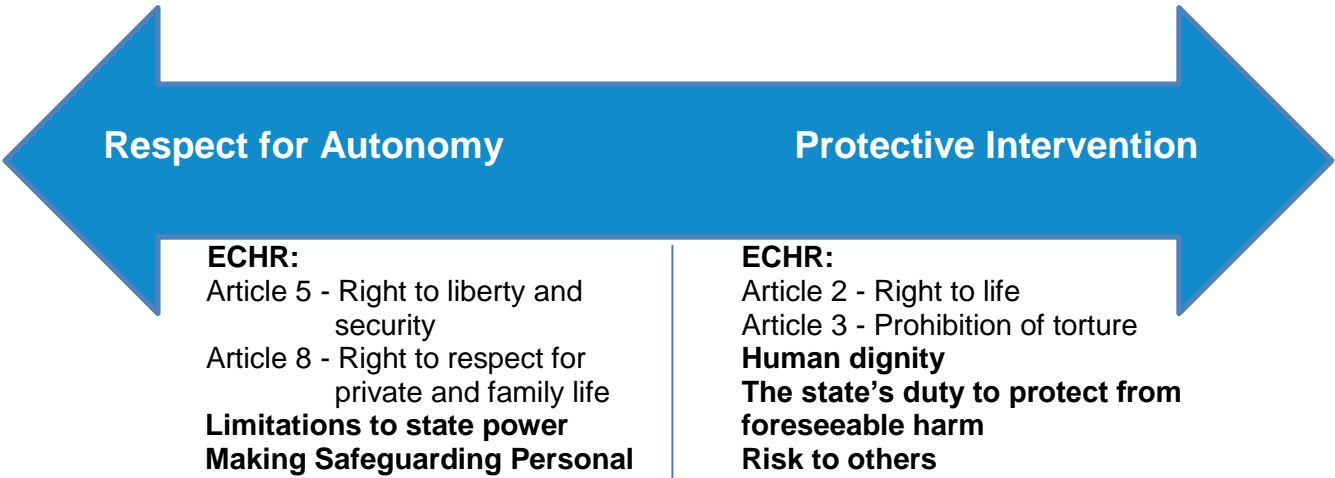 Respect for Autonomy
Protective Intervention
ECHR:
Article 5 - Right to liberty and
security
Article 8 - Right to respect for
private and family life
Limitations to state power
Making Safeguarding Personal
ECHR:
Article 2 - Right to life
Article 3 - Prohibition of torture
Human dignity
The state’s duty to protect from
foreseeable harm
Risk to others